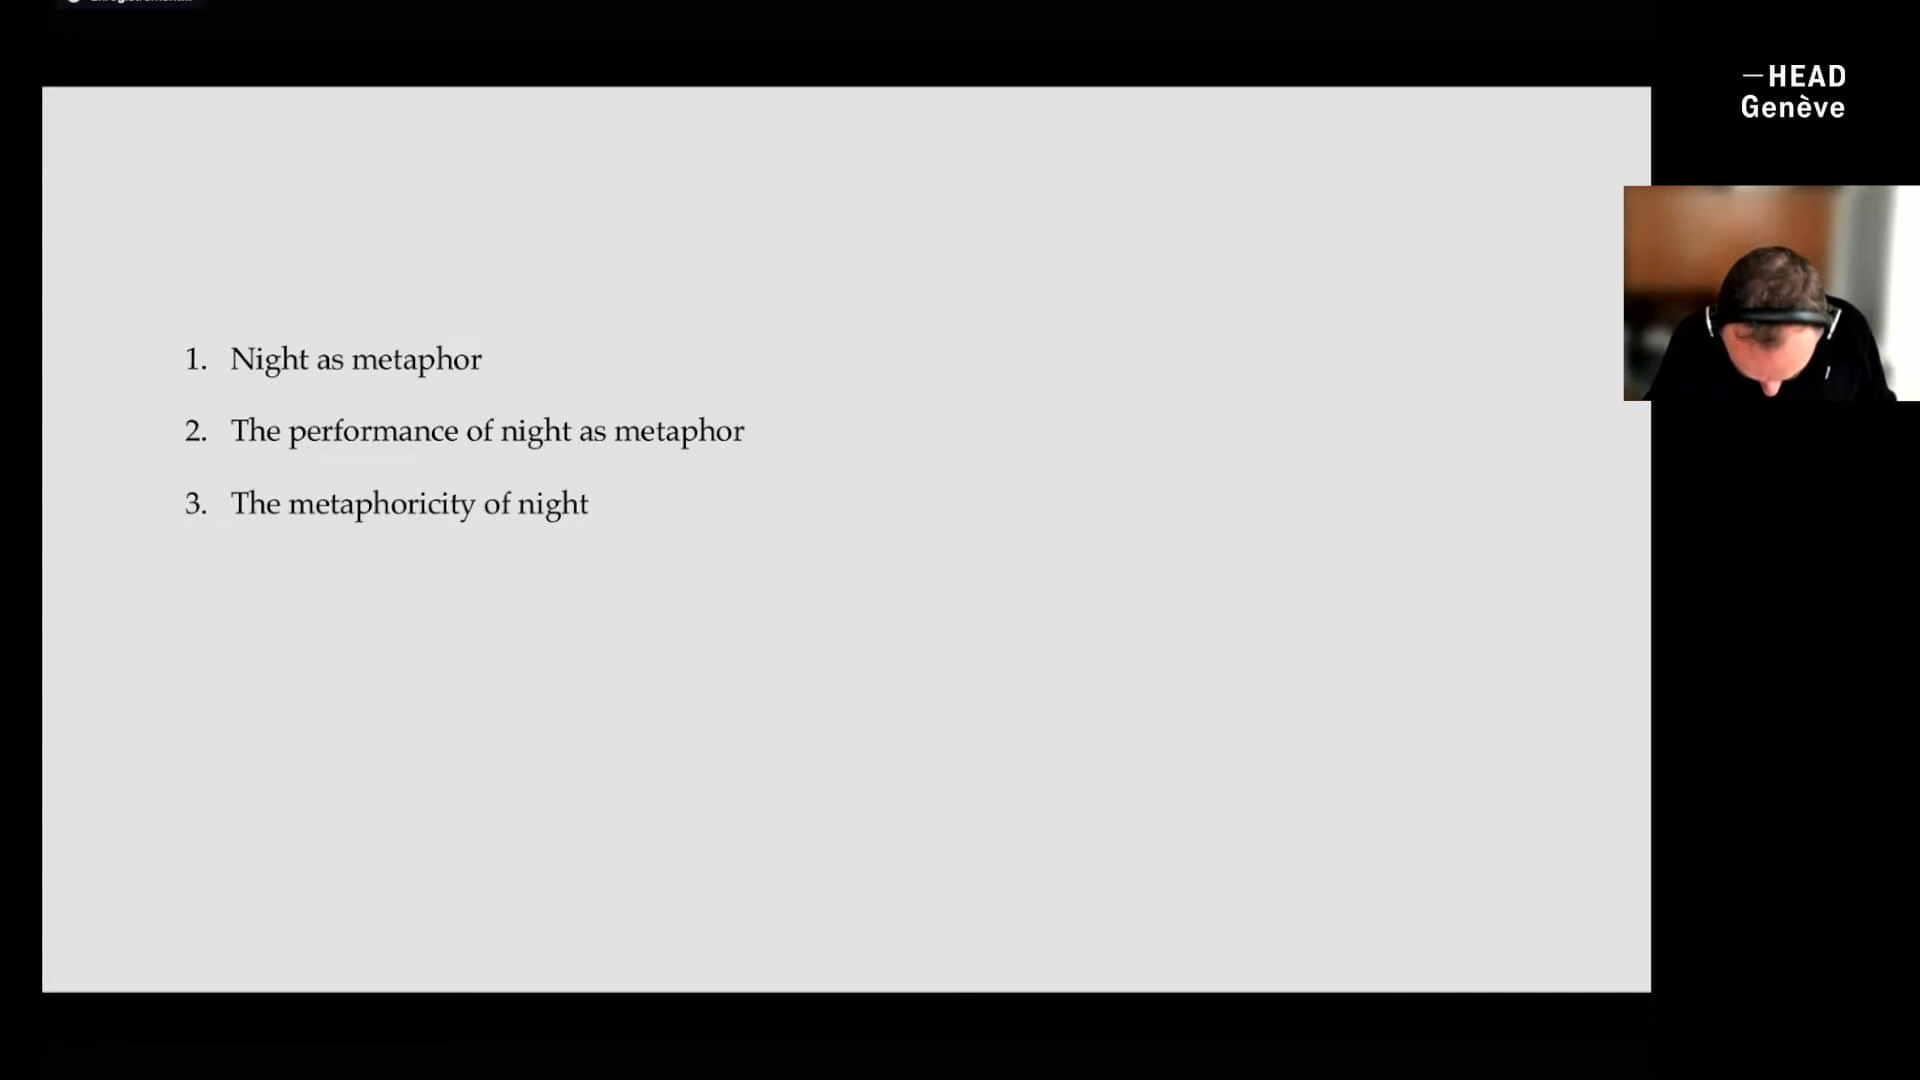 —HEAD
Genève
1. Night as metaphor
2. The performance of night as metaphor
3. The metaphoricity of night